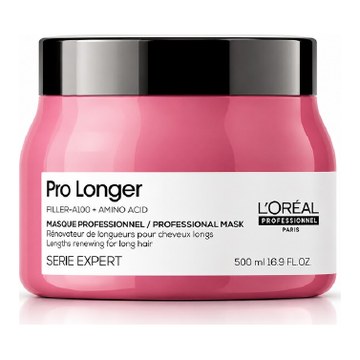 Pro Longer
FILLER-A100 + AMINO ACID
MASQUE PROFESSIONNEL / PROFESSIONAL MASK
Rénovateur de longueurs pour cheveux longs
Lengths renewing for long hair
SERIE EXPERT
L'ORÉAL
PROFESSIONNEL
PARIS
500 ml 16.9 FL.OZ